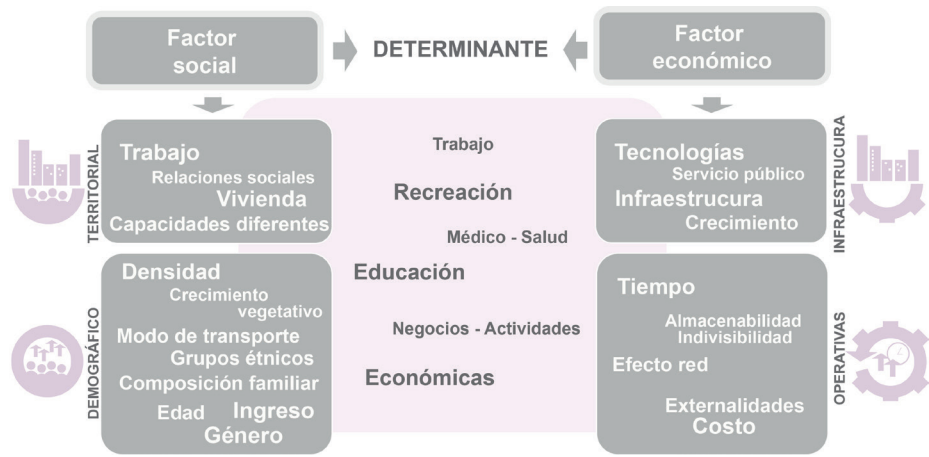 Factor
social
DETERMINANTE
Factor
económico
TERRITORIAL
Trabajo
Relaciones sociales
Vivienda
Capacidades diferentes
DEMOGRÁFICO
Densidad
Crecimiento
vegetativo
Modo de transporte
Grupos étnicos
Composición familiar
Edad Ingreso
Género
Trabajo
Recreación
Médico - Salud
Educación
Negocios - Actividades
Económicas
Tecnologías
Servicio público
Infraestrucura
Crecimiento
INFRAESTRUCURA
Tiempo
Almacenabilidad
Indivisibilidad
Efecto red
Externalidades
Costo
OPERATIVAS